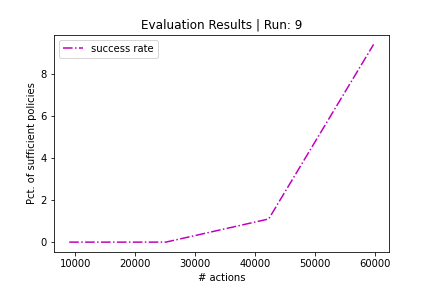 Evaluation Results | Run: 9
success rate
Pct. of sufficient policies
8
6
4
2
0
10000 20000 30000 40000 50000 60000
# actions